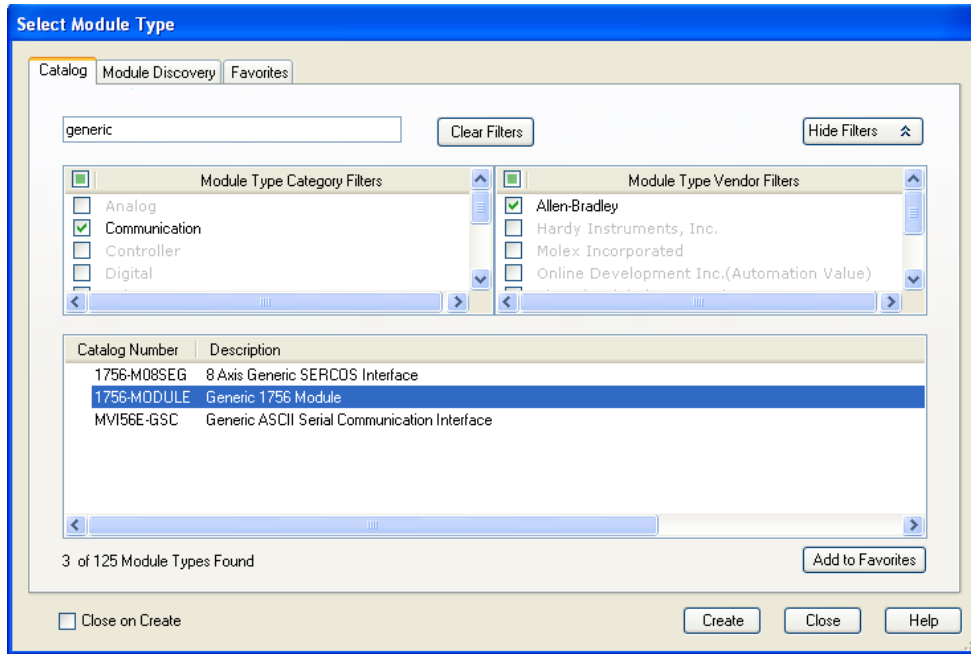 Select Module Type
Catalog Module Discovery Favorites
generic Clear Filters Hide Filters
Module Type Category Filters Module Type Vendor Filters
Analog Allen-Bradley
Communication Hardy Instruments, Inc.
Controller Molex Incorporated
Digital Online Development Inc.(Automation Value)
Catalog Number Description
1756-M08SEG 8 Axis Generic SERCOS Interface
1756-MODULE Generic 1756 Module
MVI56E-GSC Generic ASCII Serial Communication Interface
3 of 125 Module Types Found Add to Favorites
Close on Create Create Close Help